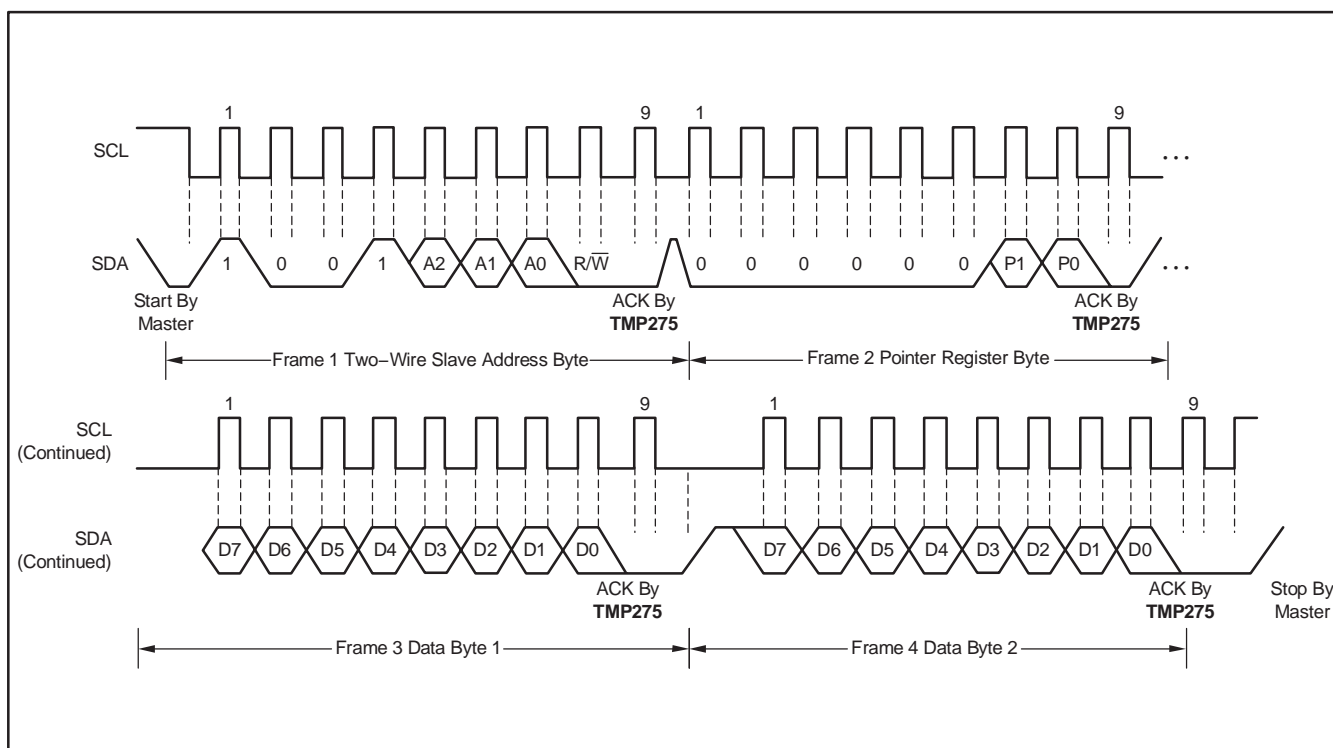 1 9 1 9
SCL ...
SDA 1 0 0 1 A2 A1 A0 R/W̅ 0 0 0 0 0 0 P1 P0 ...
Start By ACK By ACK By
Master TMP275 TMP275
Frame 1 Two−Wire Slave Address Byte Frame 2 Pointer Register Byte
1 9 1 9
SCL
(Continued)
SDA D7 D6 D5 D4 D3 D2 D1 D0 D7 D6 D5 D4 D3 D2 D1 D0
(Continued)
ACK By ACK By Stop By
TMP275 TMP275 Master
Frame 3 Data Byte 1 Frame 4 Data Byte 2